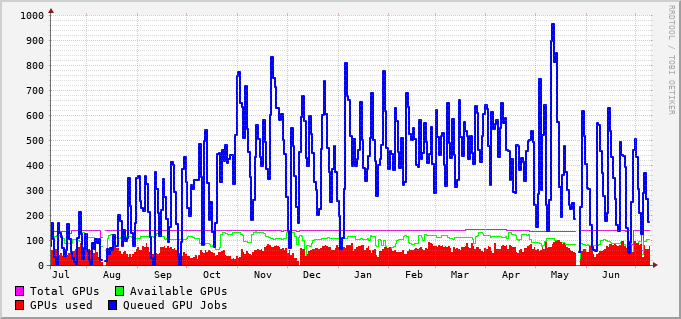 1000
900
800
700
600
500
400
300
200
100
0
Jul Aug Sep Oct Nov Dec Jan Feb Mar Apr May Jun
Total GPUs Available GPUs
GPUs used Queued GPU Jobs
RRDTOOL / TOBI OETIKER